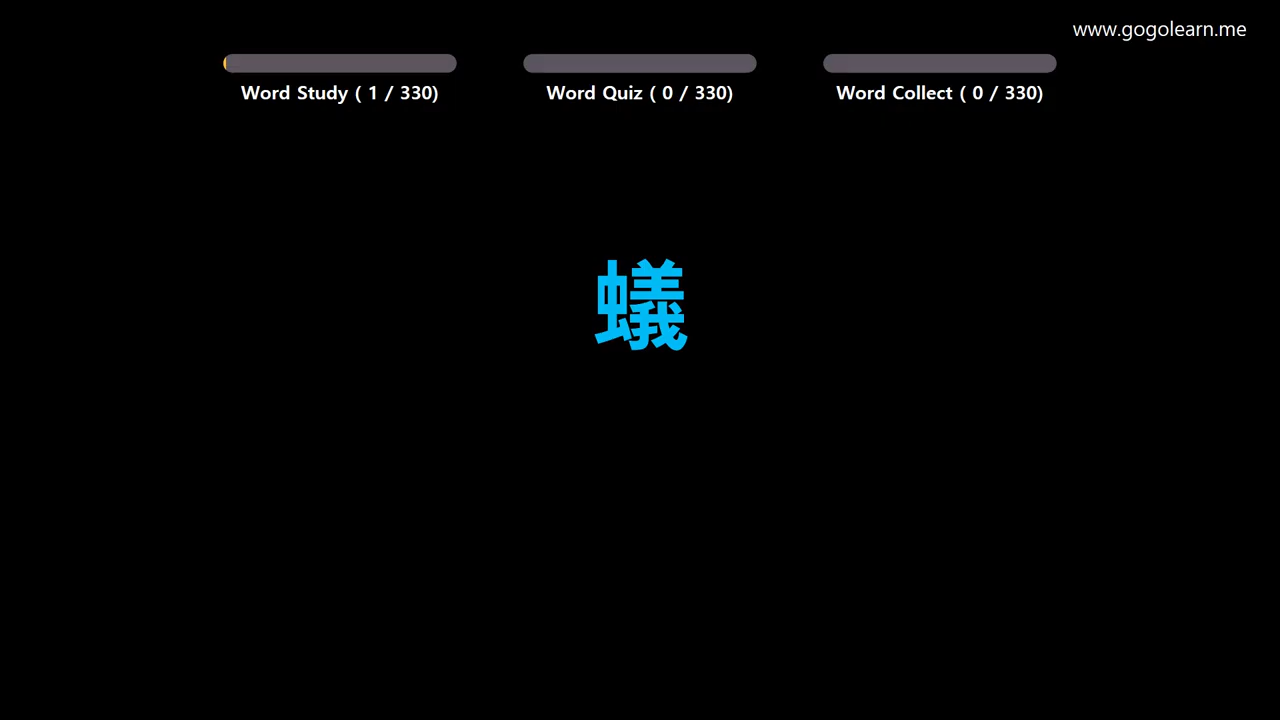 www.gogolearn.me
Word Study ( 1 / 330)
Word Quiz ( 0 / 330)
Word Collect ( 0 / 330)
蟻